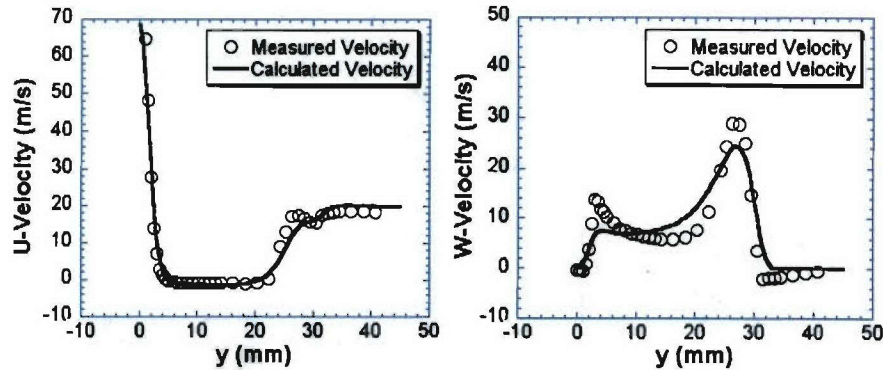 70
60
50
40
30
20
10
0
-10
U-Velocity (m/s)
Measured Velocity
Calculated Velocity
-10 0 10 20 30 40 50
y (mm)
50
40
30
20
10
0
-10
W-Velocity (m/s)
Measured Velocity
Calculated Velocity
-10 0 10 20 30 40 50
y (mm)